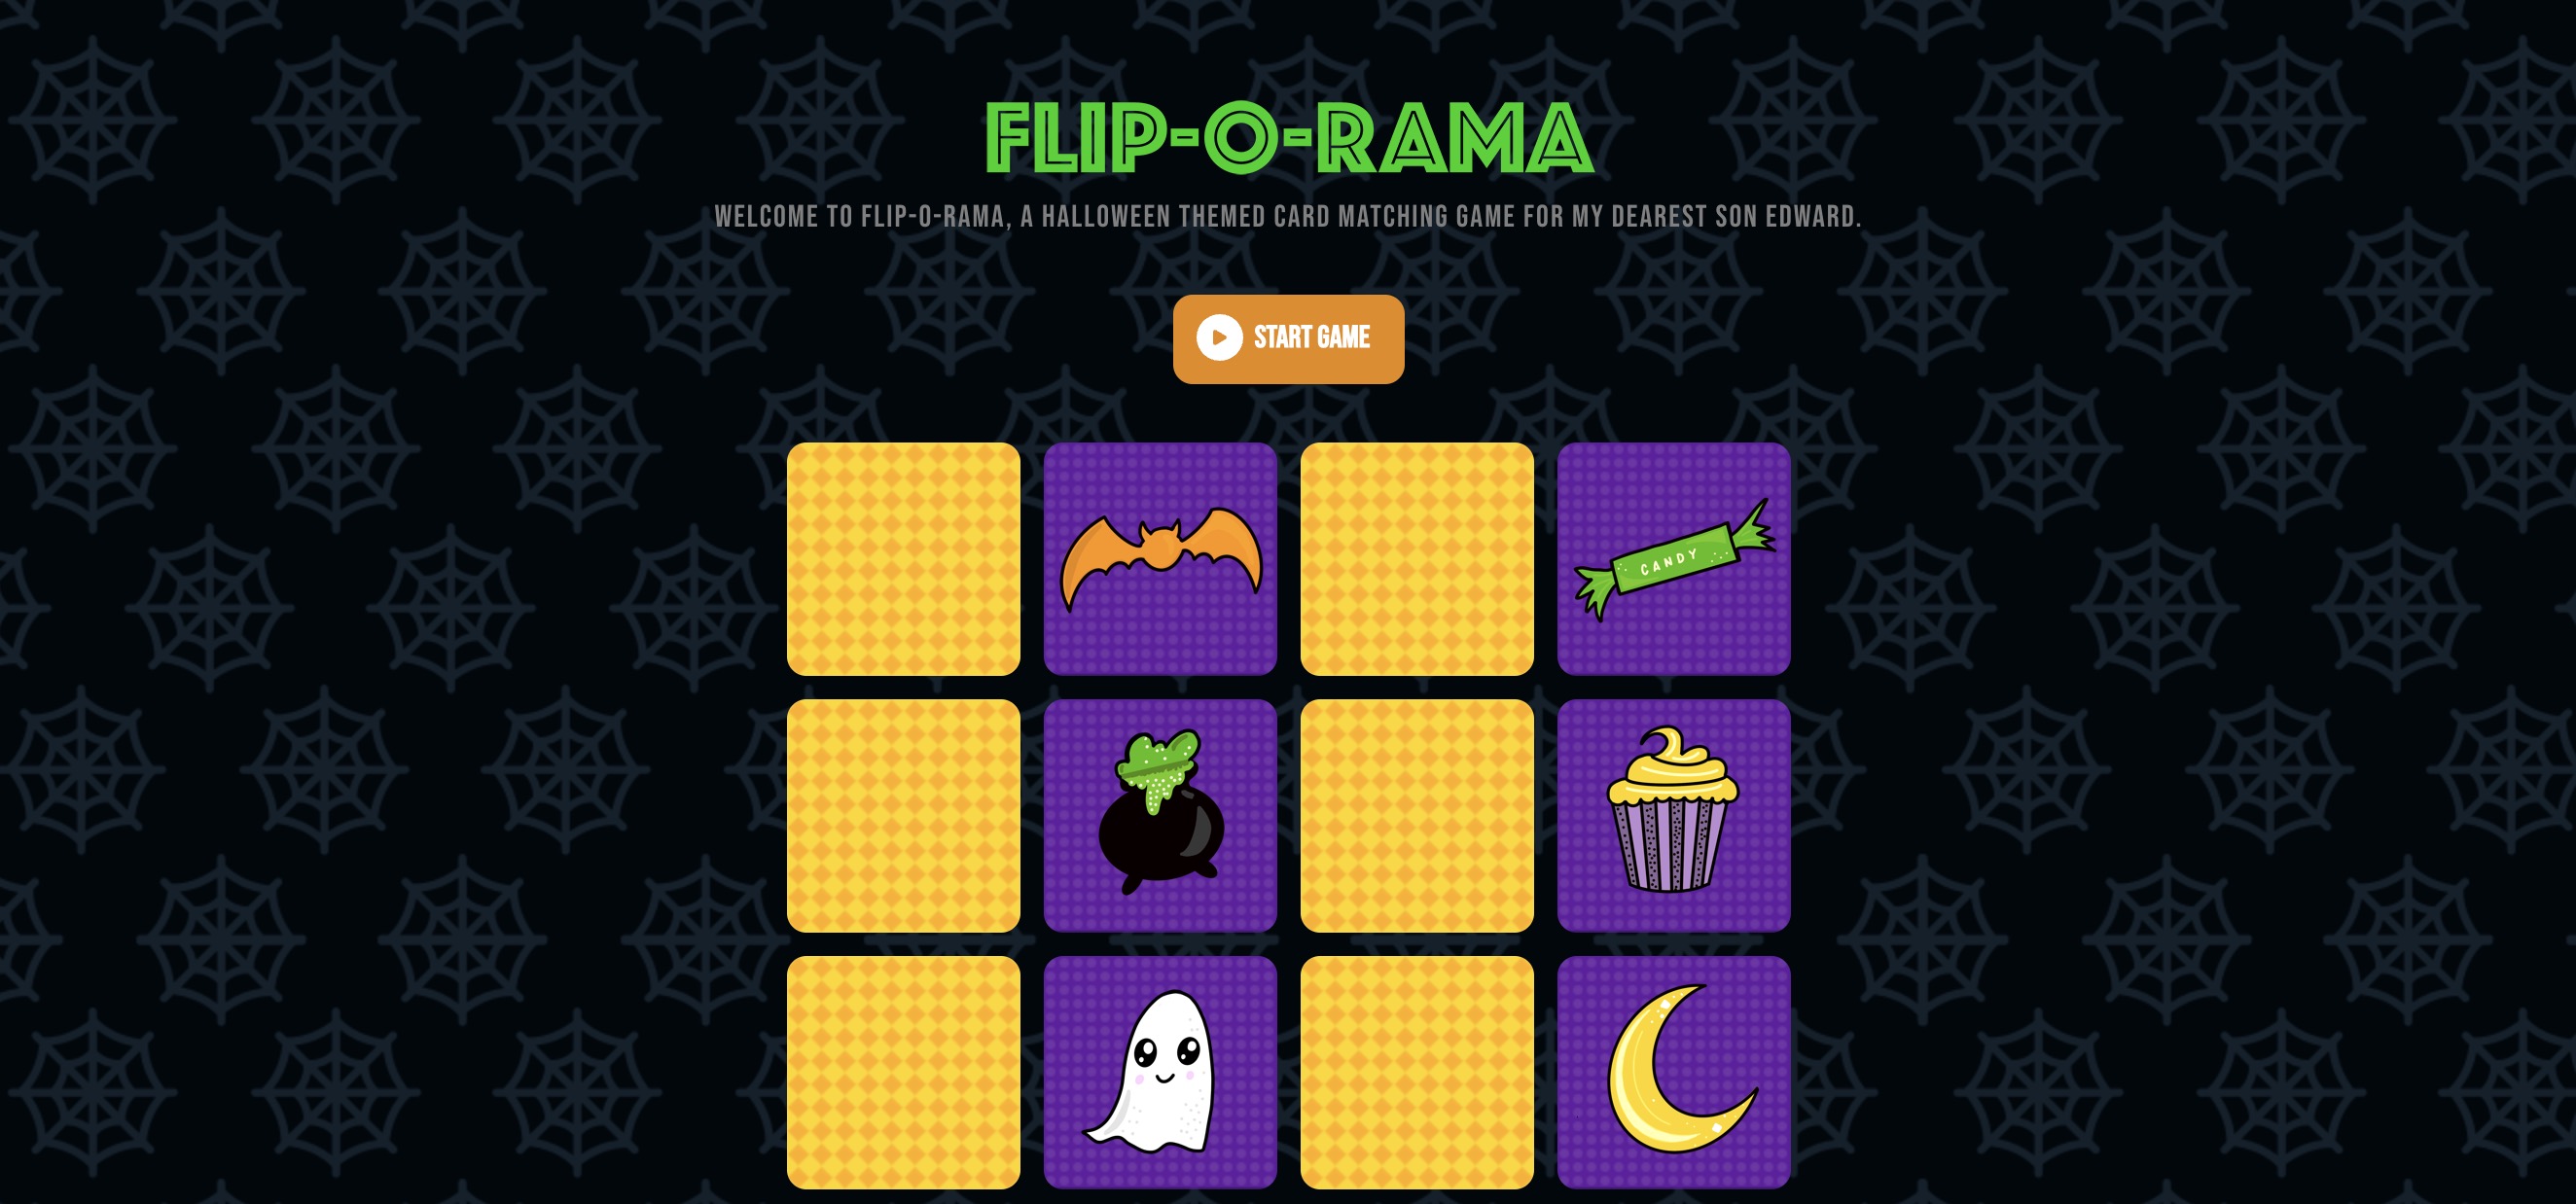 FLIP-O-RAMA
WELCOME TO FLIP-O-RAMA, A HALLOWEEN THEMED CARD MATCHING GAME FOR MY DEAREST SON EDWARD.
START GAME
CANDY